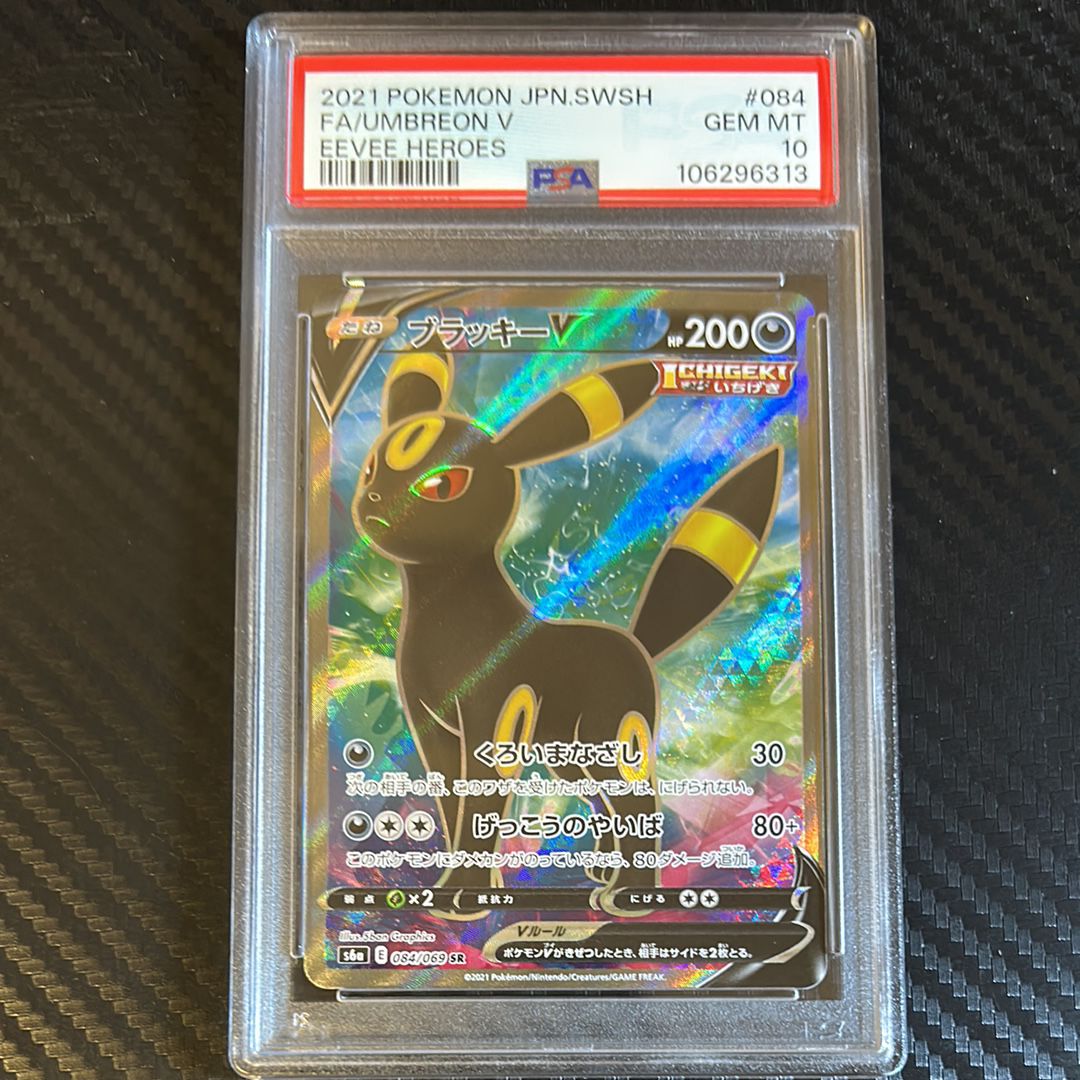 2021 POKEMON JPN.SWSH #084
FA/UMBREON V GEM MT
EEVEE HEROES 10
PSA 106296313
たね ブラッキーV HP 200
ICHIGEKI
いちげき
くろいまなざし 30
次の相手の番、このワザを受けたポケモンは、にげられない。
げっこうのやいば 80+
このポケモンにダメカンがのっているなら、80ダメージ追加。
弱点 ×2 抵抗力 にげる
Illus. 5ban Graphics
Vルール
ポケモンVがきぜつしたとき、相手はサイドを2枚とる。
s6a E 084/069 SR
©2021 Pokémon/Nintendo/Creatures/GAME FREAK.